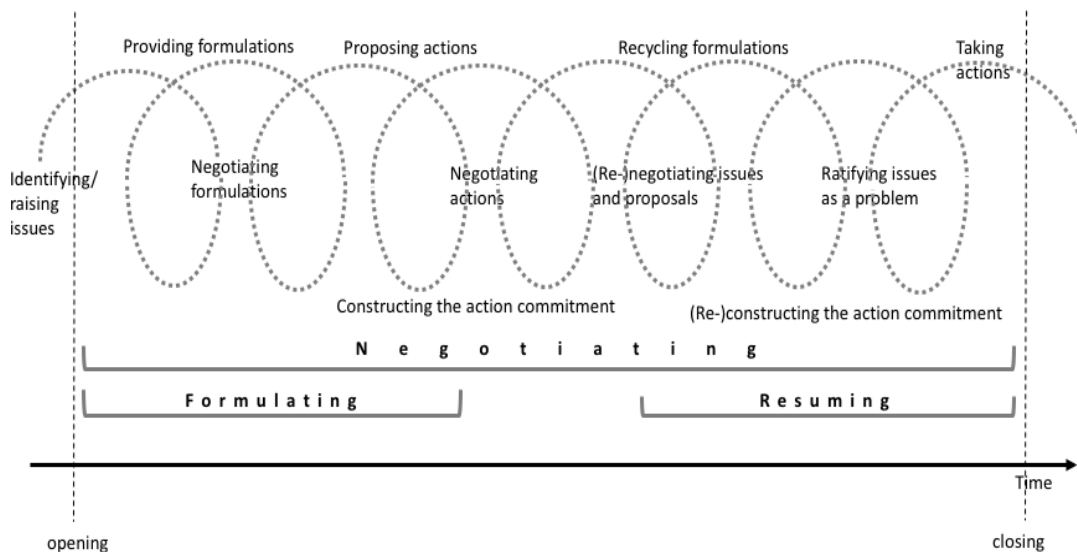 Providing formulations
Proposing actions
Recycling formulations
Taking
actions
Identifying/
raising
issues
Negotiating
formulations
Negotiating
actions
(Re-)negotiating issues
and proposals
Ratifying issues
as a problem
Constructing the action commitment
(Re-)constructing the action commitment
N e g o t i a t i n g
F o r m u l a t i n g
R e s u m i n g
Time
opening
closing